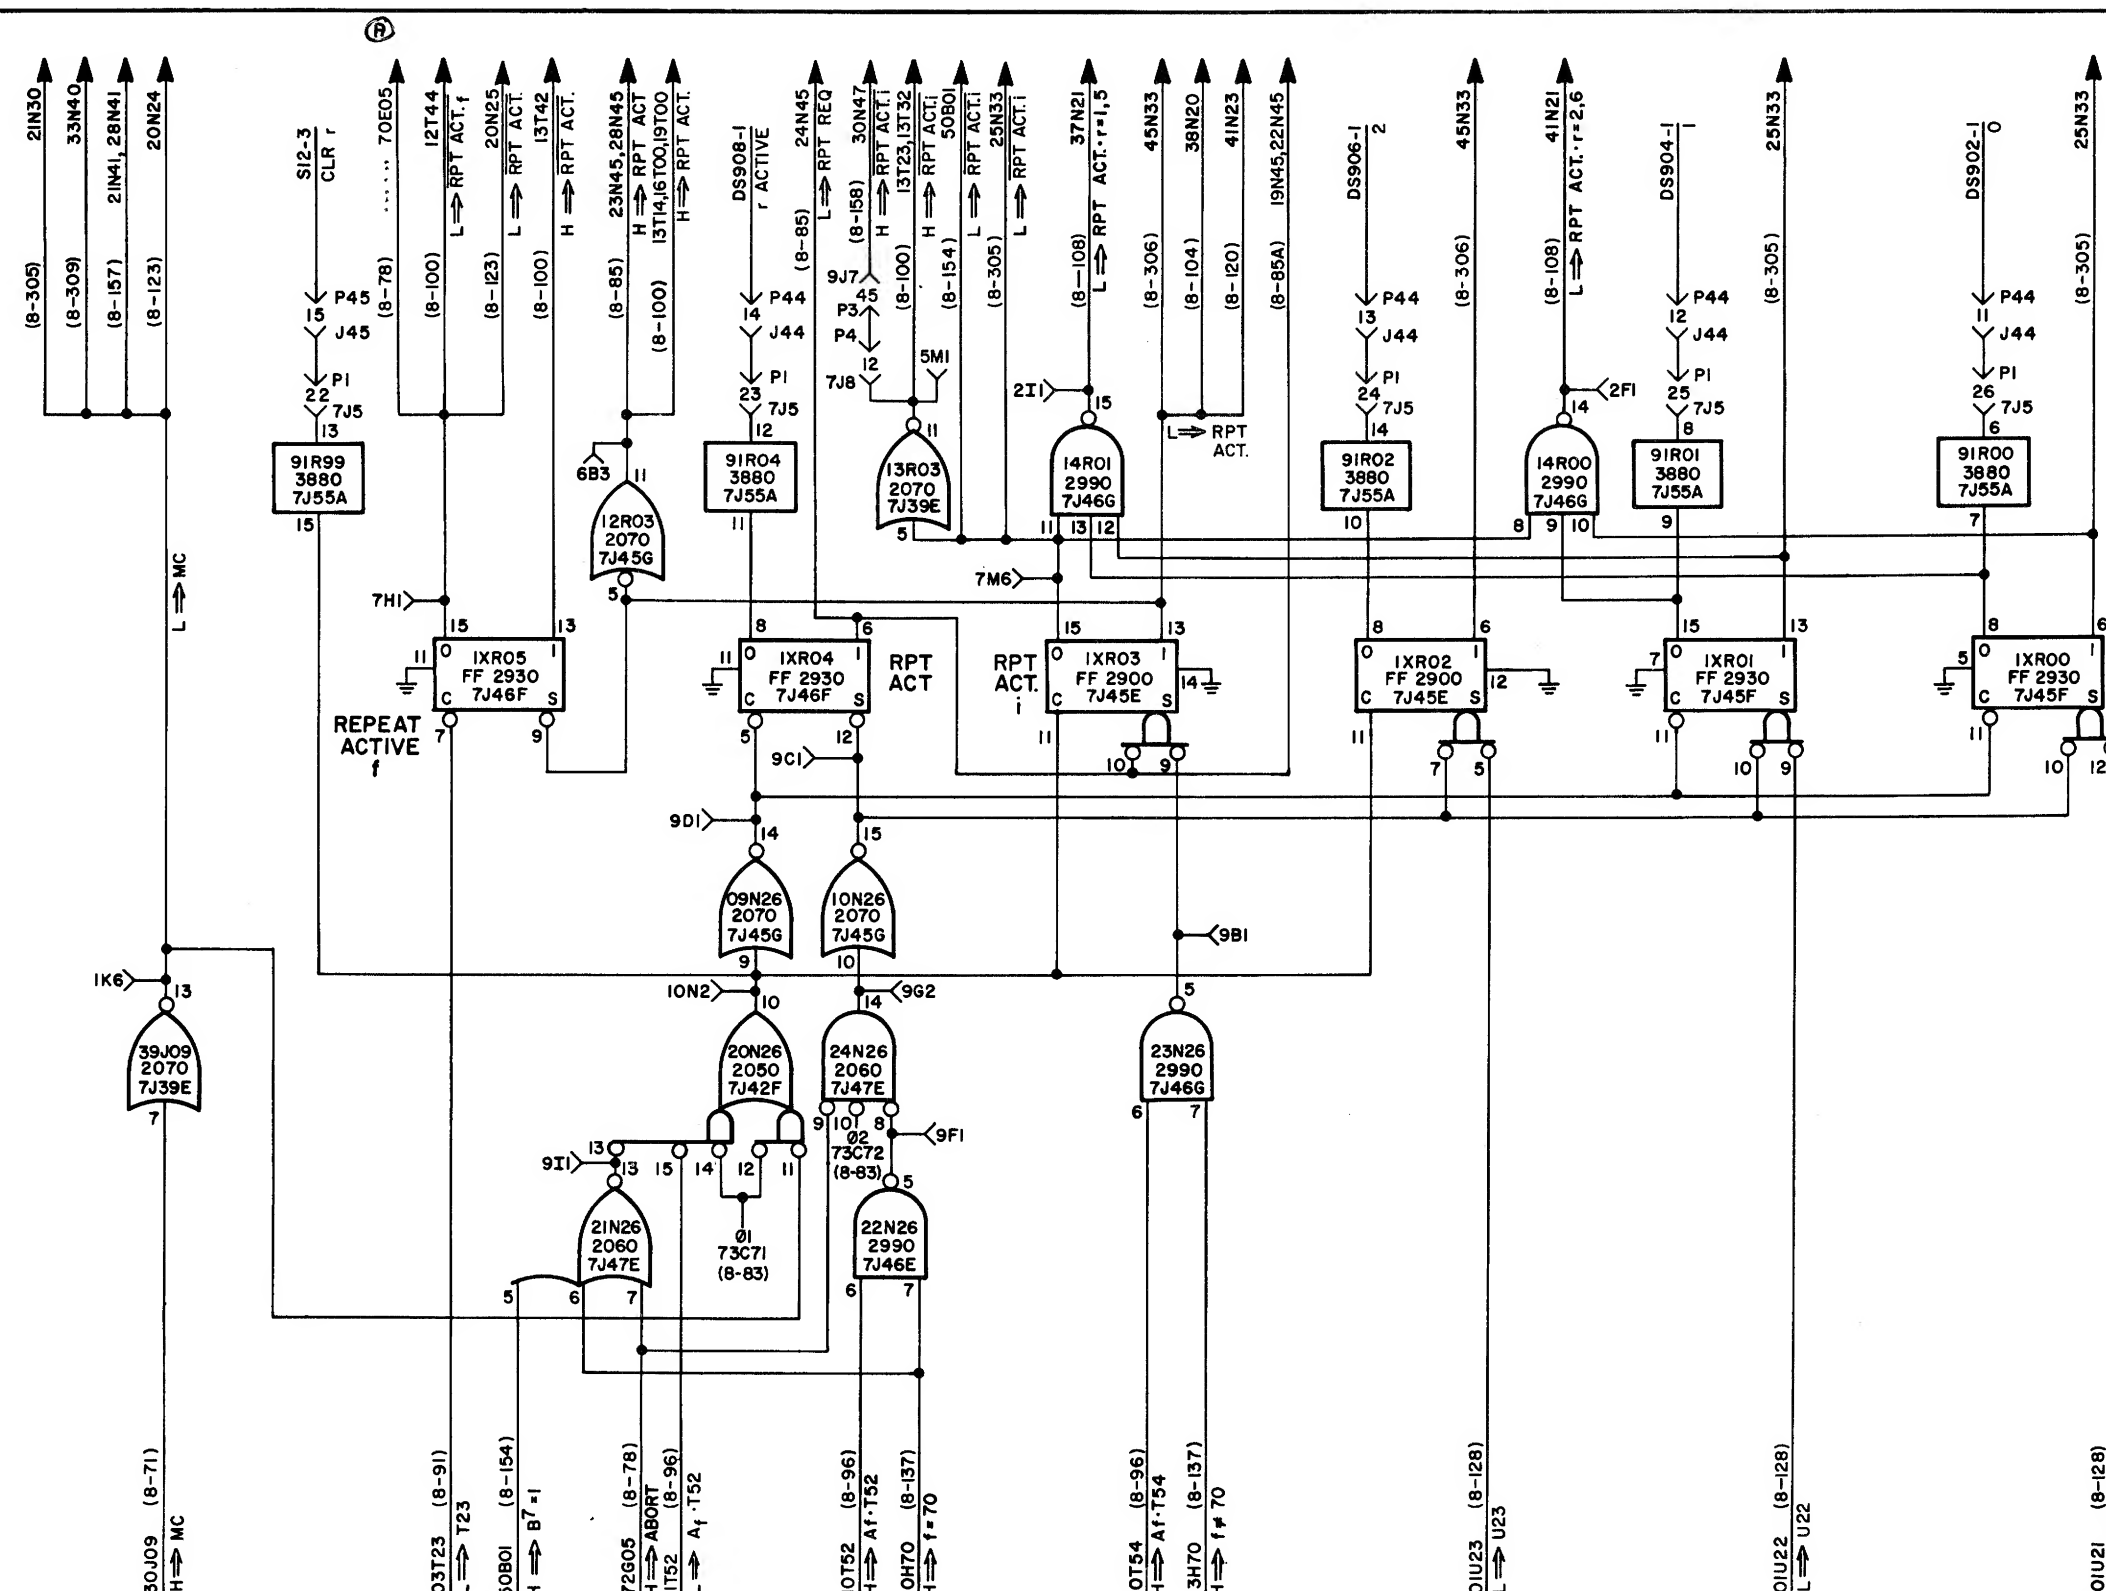 A
21N30
(8-305)
33N40
(8-309)
21N41, 28N41
(8-157)
20N24
(8-123)
L⟹MC
S12-3
CLR r
P45
15
J45
P1
22
7J5
13
91R99
3880
7J55A
15
70E05
(8-78)
12T44
L⟹RPT ACT.f
(8-100)
20N25
L⟹RPT ACT.
(8-123)
13T42
H⟹RPT ACT.
(8-100)
23N45,28N45
H⟹RPT ACT
(8-85)
13T14,16T00,19T00
H⟹RPT ACT.
(8-100)
DS908-1
r ACTIVE
P44
14
J44
P1
23
7J5
12
91R04
3880
7J55A
11
24N45
L⟹RPT REQ
(8-85)
30N47
H⟹RPT ACT.i
(8-158)
9J7
45
P3
P4
12
7J8
5M1
13T23,13T32
H⟹RPT ACT.i
(8-100)
50B01
L⟹RPT ACT.i
(8-154)
25N33
L⟹RPT ACT.i
(8-305)
37N21
L⟹RPT ACT.·r=1,5
(8-108)
45N33
(8-306)
38N20
(8-104)
41N23
(8-120)
L⟹RPT
ACT.
19N45,22N45
(8-85A)
DS906-1
2
P44
13
J44
P1
24
7J5
14
91R02
3880
7J55A
10
45N33
(8-306)
41N21
L⟹RPT ACT.·r=2,6
(8-108)
DS904-1
1
P44
12
J44
P1
25
7J5
8
91R01
3880
7J55A
9
25N33
(8-305)
DS902-1
0
P44
11
J44
P1
26
7J5
6
91R00
3880
7J55A
7
25N33
(8-305)
6B3
11
12R03
2070
7J45G
5
11
13R03
2070
7J39E
5
2I1
15
14R01
2990
7J46G
11 13 12
2F1
14
14R00
2990
7J46G
8 9 10
7M6
7H1
15 13
11
O I
1XR05
FF 2930
7J46F
C S
7 9
REPEAT
ACTIVE
f
8 6
11
O I
1XR04
FF 2930
7J46F
C S
5 12
RPT
ACT
RPT
ACT.
i
15 13
O I
1XR03
FF 2900
7J45E
C S
14
11 10 9
8 6
O I
1XR02
FF 2900
7J45E
C S
12
11 7 5
15 13
7
O I
1XR01
FF 2930
7J45F
C S
11 10 9
8 6
5
O I
1XR00
FF 2930
7J45F
C S
11 10 12
9C1
9D1
14
15
09N26
2070
7J45G
9
10N26
2070
7J45G
10
9B1
1K6
13
39J09
2070
7J39E
7
10N2
10
20N26
2050
7J42F
9G2
14
24N26
2060
7J47E
9 10 8
Ø2
73C72
(8-83)
9F1
5
23N26
2990
7J46G
6 7
13
9I1
13 15 14 12 11
21N26
2060
7J47E
5 6 7
Ø1
73C71
(8-83)
5
22N26
2990
7J46E
6 7
30J09 (8-71)
H⟹MC
03T23 (8-91)
L⟹T23
50B01 (8-154)
H⟹B7=1
72G05 (8-78)
H⟹ABORT
1T52 (8-96)
L⟹Af·T52
10T52 (8-96)
H⟹Af·T52
0H70 (8-137)
H⟹f=70
0T54 (8-96)
H⟹Af·T54
3H70 (8-137)
H⟹f≠70
01U23 (8-128)
L⟹U23
01U22 (8-128)
L⟹U22
01U21 (8-128)